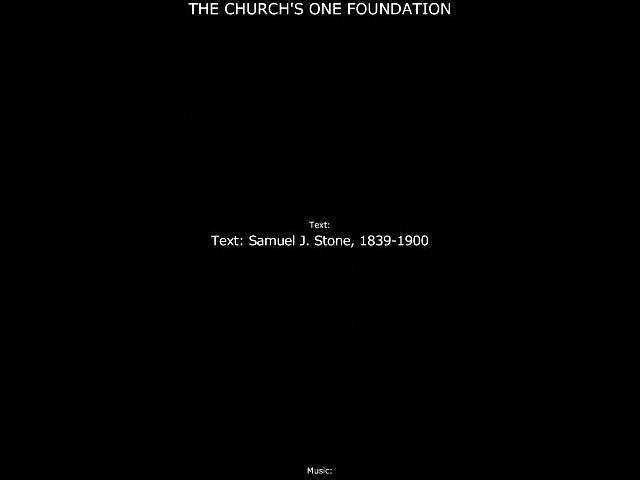 THE CHURCH'S ONE FOUNDATION
Text:
Text: Samuel J. Stone, 1839-1900
Music: